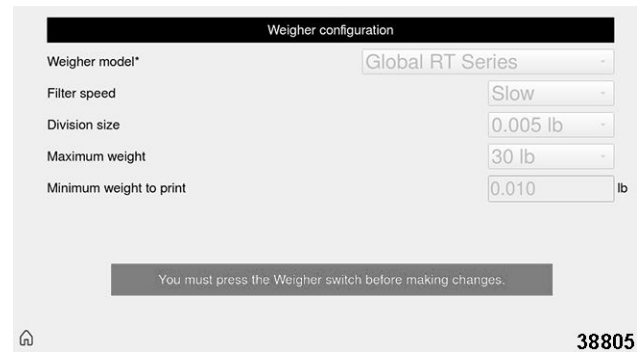 Weigher configuration
Weigher model* Global RT Series
Filter speed Slow
Division size 0.005 lb
Maximum weight 30 lb
Minimum weight to print 0.010 lb
You must press the Weigher switch before making changes.
38805